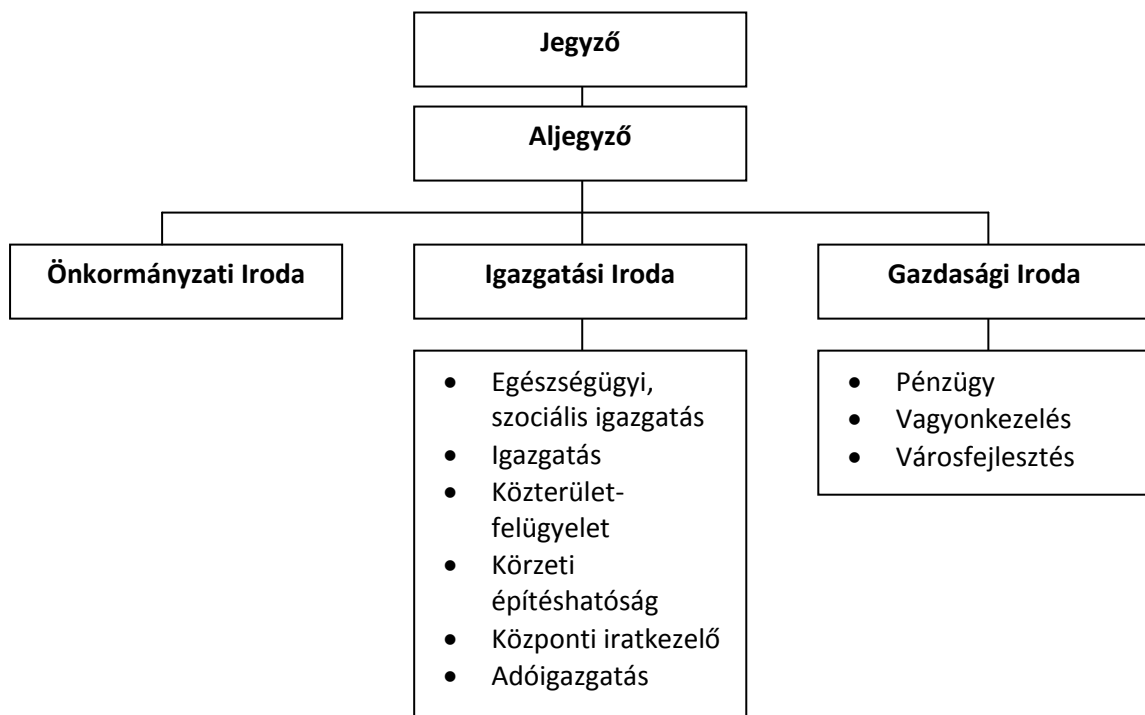 Jegyző
Aljegyző
Önkormányzati Iroda
Igazgatási Iroda
Gazdasági Iroda
• Egészségügyi,
szociális igazgatás
• Igazgatás
• Közterület-
felügyelet
• Körzeti
építéshatóság
• Központi iratkezelő
• Adóigazgatás
• Pénzügy
• Vagyonkezelés
• Városfejlesztés